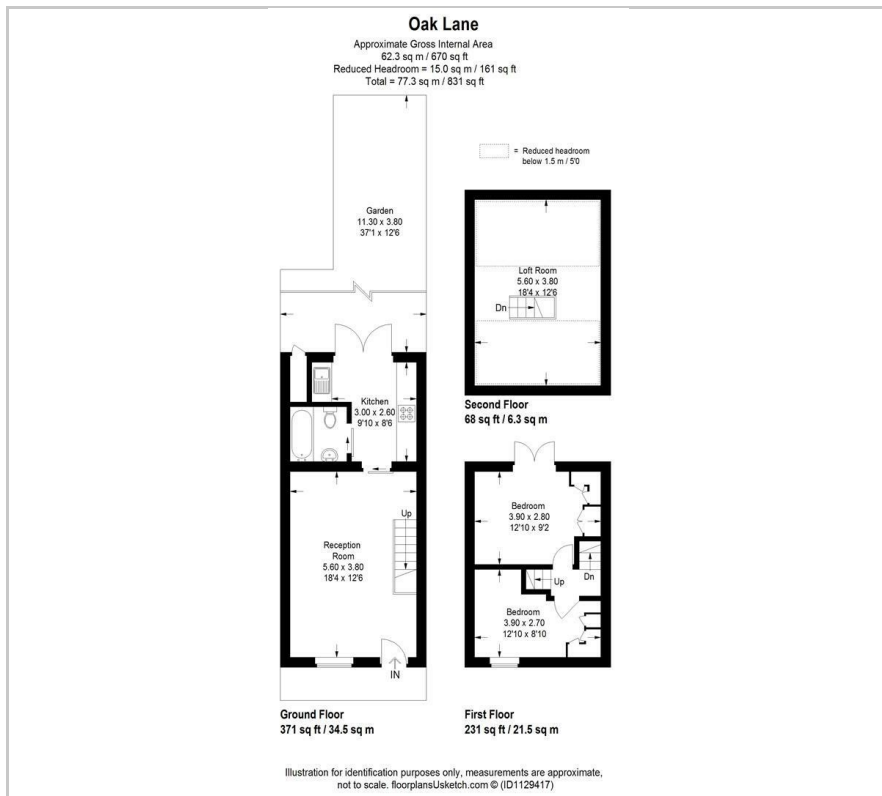 Oak Lane
Approximate Gross Internal Area
62.3 sq m / 670 sq ft
Reduced Headroom = 15.0 sq m / 161 sq ft
Total = 77.3 sq m / 831 sq ft
= Reduced headroom
below 1.5 m / 5'0
Garden
11.30 x 3.80
37'1 x 12'6
Loft Room
5.60 x 3.80
18'4 x 12'6
Dn
Second Floor
68 sq ft / 6.3 sq m
Kitchen
3.00 x 2.60
9'10 x 8'6
Up
Reception
Room
5.60 x 3.80
18'4 x 12'6
IN
Ground Floor
371 sq ft / 34.5 sq m
Bedroom
3.90 x 2.80
12'10 x 9'2
Up
Dn
Bedroom
3.90 x 2.70
12'10 x 8'10
First Floor
231 sq ft / 21.5 sq m
Illustration for identification purposes only, measurements are approximate,
not to scale. floorplansUsketch.com © (ID1129417)